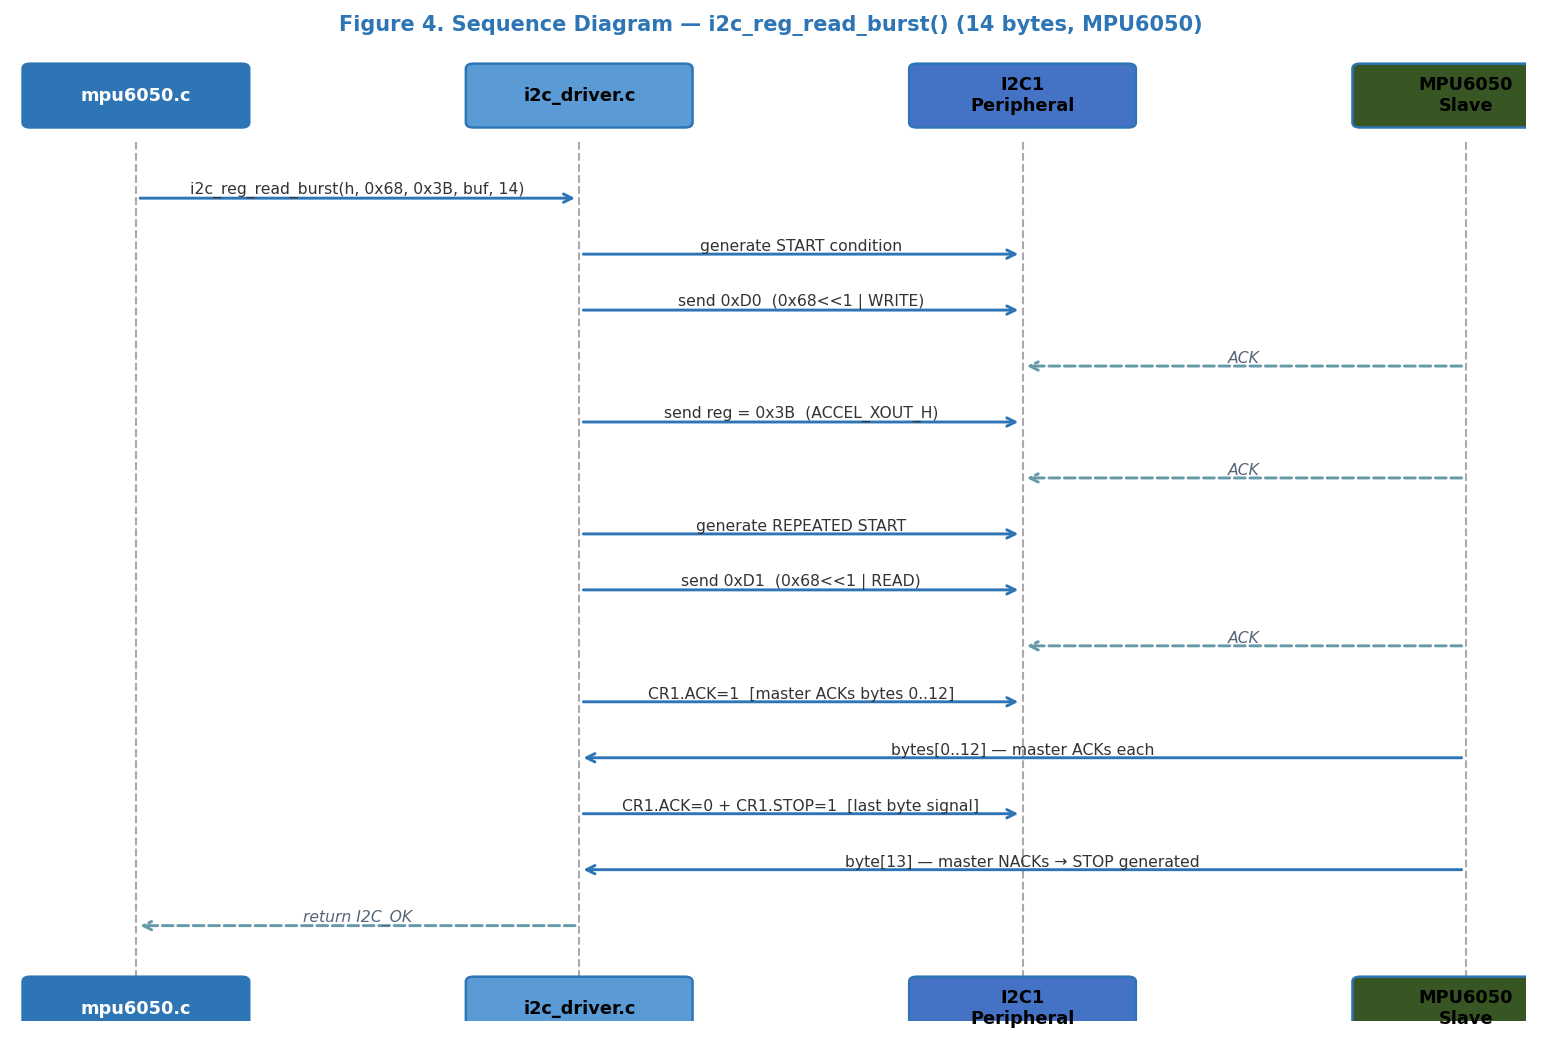 Figure 4. Sequence Diagram — i2c_reg_read_burst() (14 bytes, MPU6050)
mpu6050.c
i2c_driver.c
I2C1
Peripheral
MPU6050
Slave
i2c_reg_read_burst(h, 0x68, 0x3B, buf, 14)
generate START condition
send 0xD0  (0x68<<1 | WRITE)
ACK
send reg = 0x3B  (ACCEL_XOUT_H)
ACK
generate REPEATED START
send 0xD1  (0x68<<1 | READ)
ACK
CR1.ACK=1  [master ACKs bytes 0..12]
bytes[0..12] — master ACKs each
CR1.ACK=0 + CR1.STOP=1  [last byte signal]
byte[13] — master NACKs → STOP generated
return I2C_OK
mpu6050.c
i2c_driver.c
I2C1
Peripheral
MPU6050
Slave